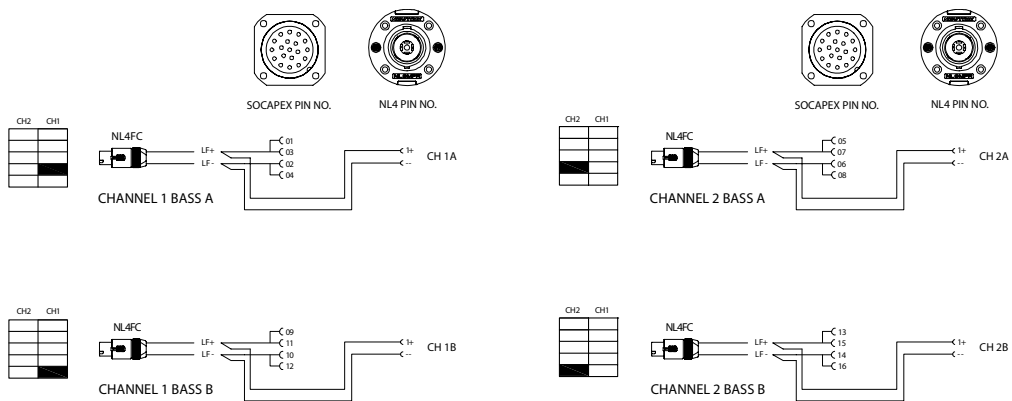 SOCAPEX PIN NO. NL4 PIN NO.
SOCAPEX PIN NO. NL4 PIN NO.
CH2 CH1
NL4FC
LF+
LF-
01
03
02
04
1+
--
CH 1A
CHANNEL 1 BASS A
CH2 CH1
NL4FC
LF+
LF-
05
07
06
08
1+
--
CH 2A
CHANNEL 2 BASS A
CH2 CH1
NL4FC
LF+
LF-
09
11
10
12
1+
--
CH 1B
CHANNEL 1 BASS B
CH2 CH1
NL4FC
LF+
LF-
13
15
14
16
1+
--
CH 2B
CHANNEL 2 BASS B